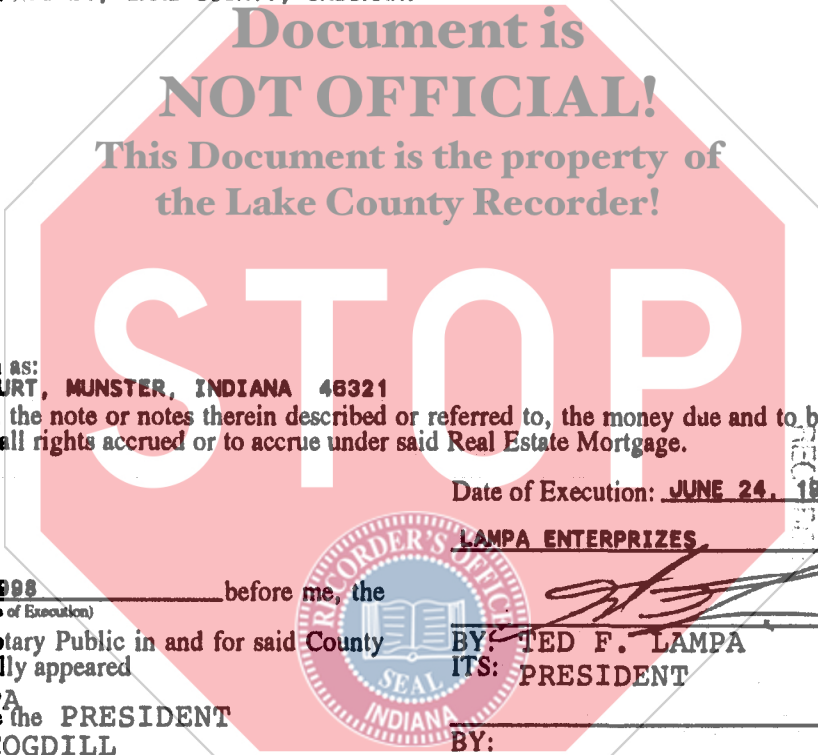 Document is
NOT OFFICIAL!
This Document is the property of
the Lake County Recorder!
STOP
as:
URT, MUNSTER, INDIANA 46321
the note or notes therein described or referred to, the money due and to b
all rights accrued or to accrue under said Real Estate Mortgage.
Date of Execution: JUNE 24, 19
LAMPA ENTERPRIZES
998 before me, the
of Execution)
tary Public in and for said County
lly appeared
BY: TED F. LAMPA
ITS: PRESIDENT
PA
the PRESIDENT
OGDILL
BY:
RECORDER'S OFFICE
SEAL
INDIANA